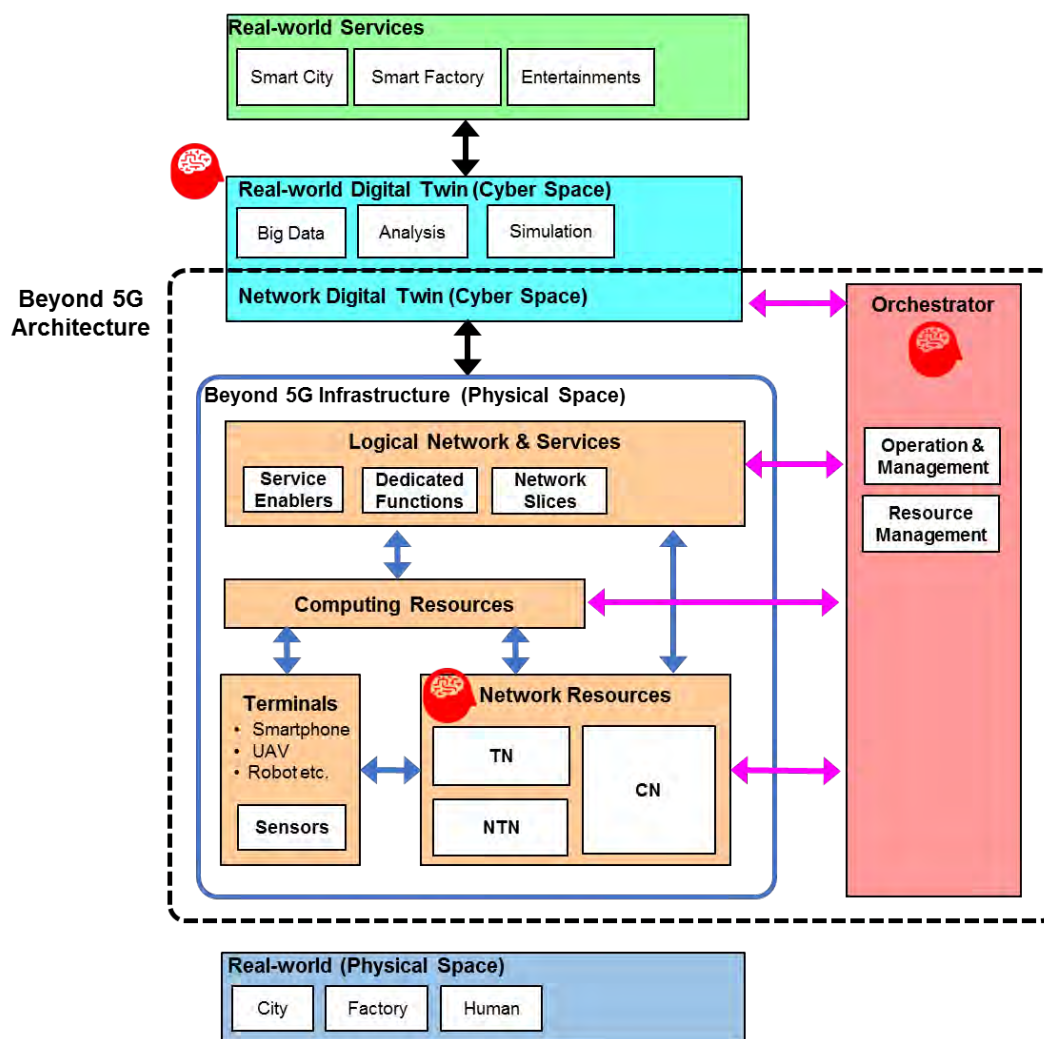 Real-world Services
Smart City
Smart Factory
Entertainments
Real-world Digital Twin (Cyber Space)
Big Data
Analysis
Simulation
Beyond 5G
Architecture
Network Digital Twin (Cyber Space)
Orchestrator
Operation &
Management
Resource
Management
Beyond 5G Infrastructure (Physical Space)
Logical Network & Services
Service
Enablers
Dedicated
Functions
Network
Slices
Computing Resources
Terminals
• Smartphone
• UAV
• Robot etc.
Sensors
Network Resources
TN
NTN
CN
Real-world (Physical Space)
City
Factory
Human